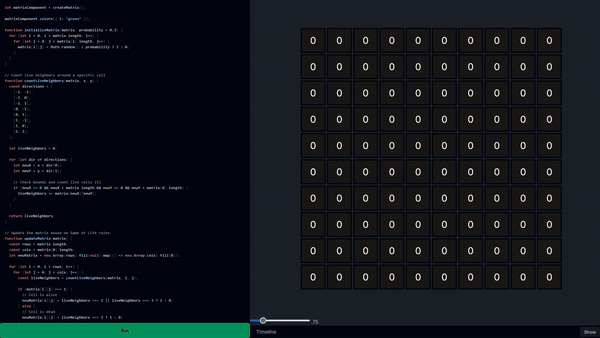 let matrixComponent = createMatrix();
matrixComponent.colors({ 1: "green" });
function initializeMatrix(matrix, probability = 0.3) {
for (let i = 0; i < matrix.length; i++) {
for (let j = 0; j < matrix[i].length; j++) {
matrix[i][j] = Math.random() < probability ? 1 : 0;
}
}
}
// Count live neighbors around a specific cell
function countLiveNeighbors(matrix, x, y) {
const directions = [
[-1, -1],
[-1, 0],
[-1, 1],
[0, -1],
[0, 1],
[1, -1],
[1, 0],
[1, 1],
];
let liveNeighbors = 0;
for (let dir of directions) {
let newX = x + dir[0];
let newY = y + dir[1];
// Check bounds and count live cells (1)
if (newX >= 0 && newX < matrix.length && newY >= 0 && newY < matrix[0].length) {
liveNeighbors += matrix[newX][newY];
}
}
return liveNeighbors;
}
// Update the matrix based on Game of Life rules
function updateMatrix(matrix) {
const rows = matrix.length;
const cols = matrix[0].length;
let newMatrix = new Array(rows).fill(null).map(() => new Array(cols).fill(0));
for (let i = 0; i < rows; i++) {
for (let j = 0; j < cols; j++) {
const liveNeighbors = countLiveNeighbors(matrix, i, j);
if (matrix[i][j] === 1) {
// Cell is alive
newMatrix[i][j] = liveNeighbors === 2 || liveNeighbors === 3 ? 1 : 0;
} else {
// Cell is dead
newMatrix[i][j] = liveNeighbors === 3 ? 1 : 0;
Run
0 0 0 0 0 0 0 0 0 0
0 0 0 0 0 0 0 0 0 0
0 0 0 0 0 0 0 0 0 0
0 0 0 0 0 0 0 0 0 0
0 0 0 0 0 0 0 0 0 0
0 0 0 0 0 0 0 0 0 0
0 0 0 0 0 0 0 0 0 0
0 0 0 0 0 0 0 0 0 0
0 0 0 0 0 0 0 0 0 0
0 0 0 0 0 0 0 0 0 0
75
Timeline
Show